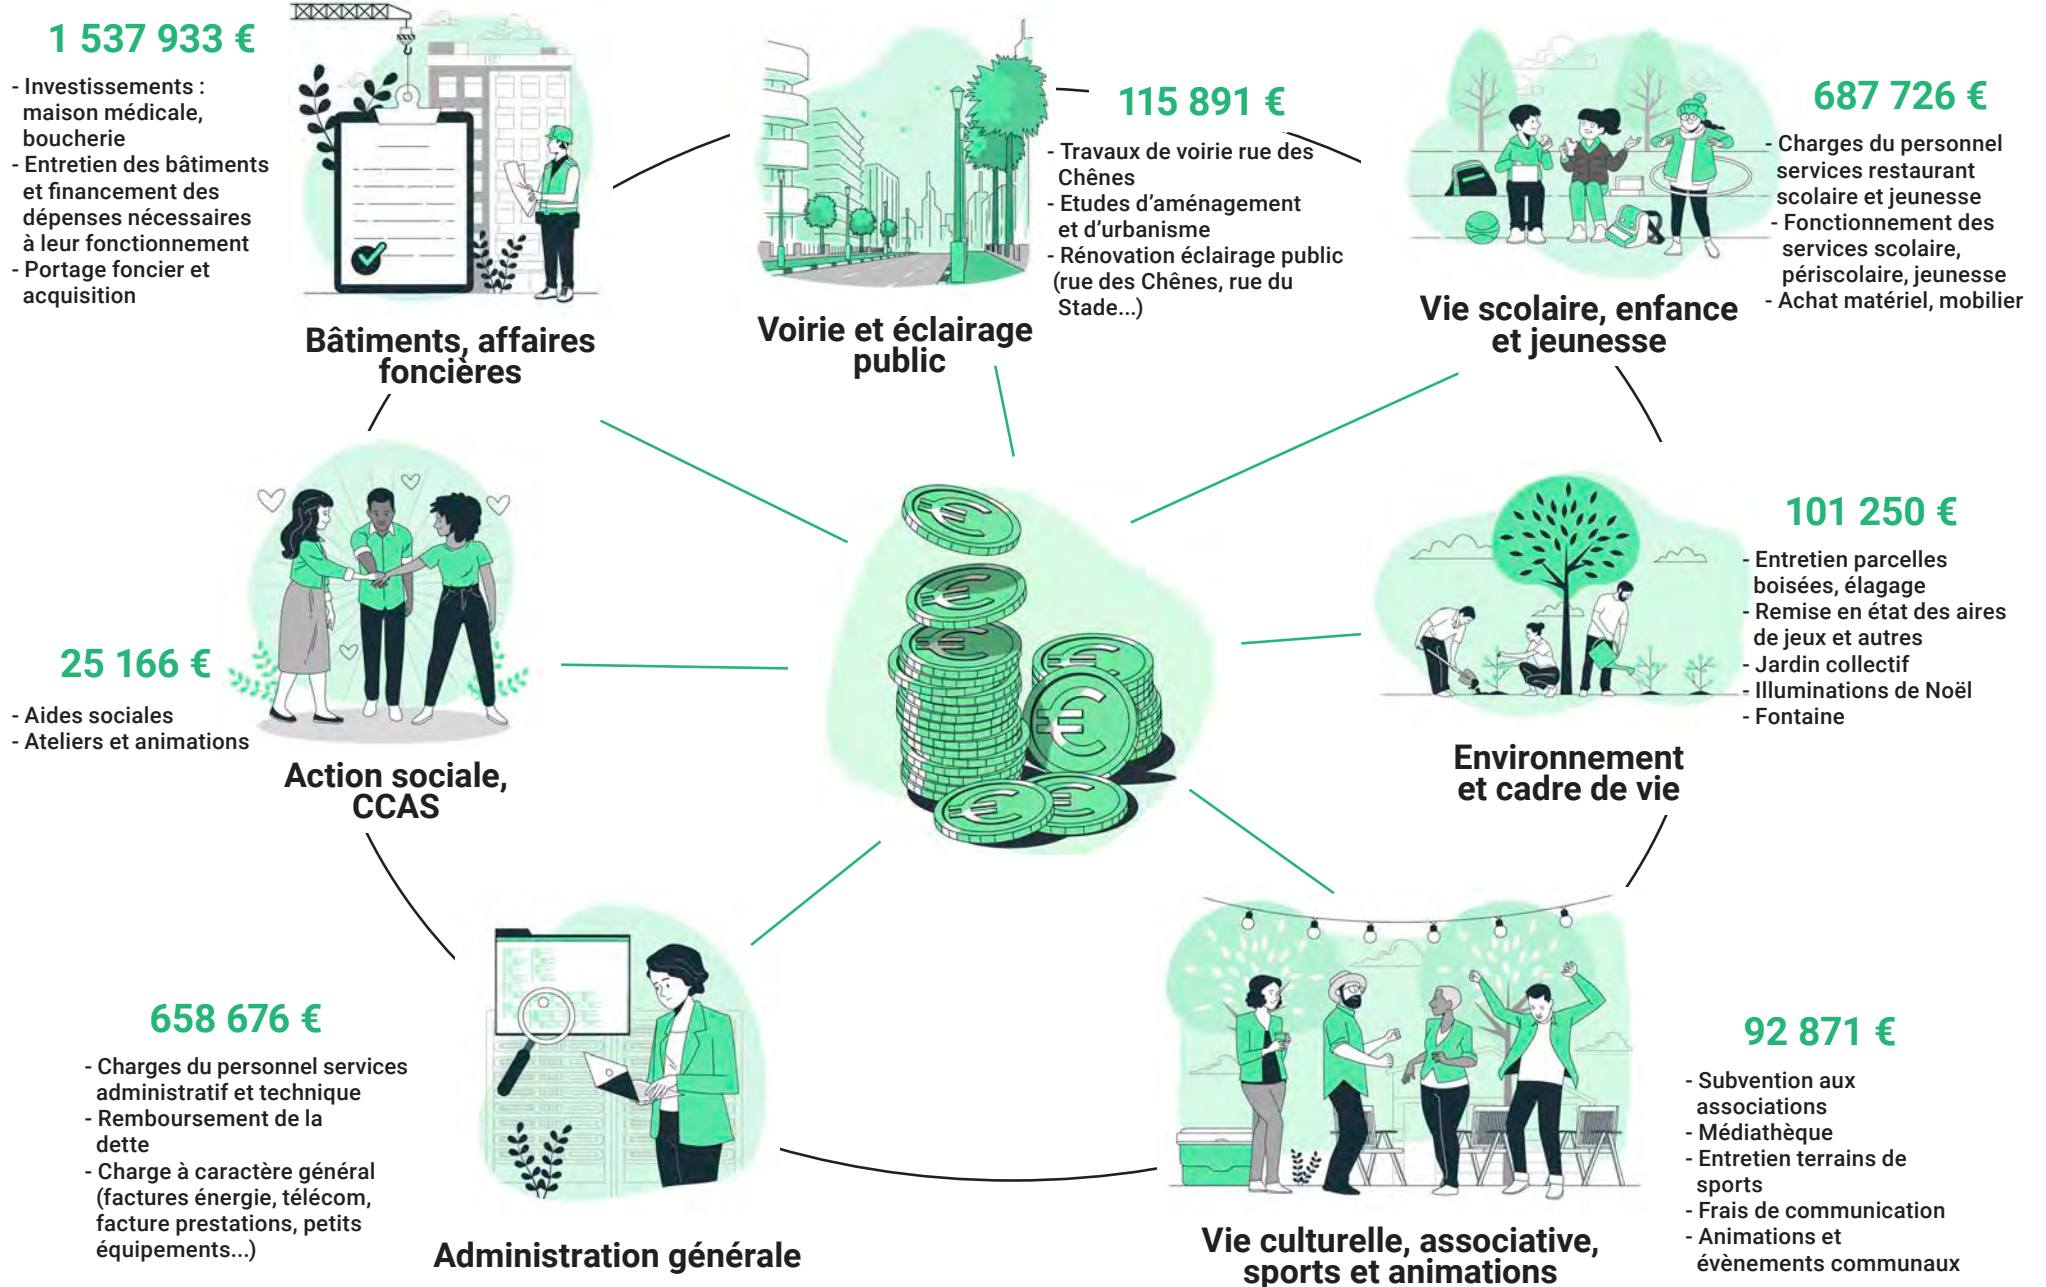 1 537 933 €
- Investissements :
maison médicale,
boucherie
- Entretien des bâtiments
et financement des
dépenses nécessaires
à leur fonctionnement
- Portage foncier et
acquisition
Bâtiments, affaires
foncières
115 891 €
- Travaux de voirie rue des
Chênes
- Etudes d'aménagement
et d'urbanisme
- Rénovation éclairage public
(rue des Chênes, rue du
Stade...)
Voirie et éclairage
public
687 726 €
- Charges du personnel
services restaurant
scolaire et jeunesse
- Fonctionnement des
services scolaire,
périscolaire, jeunesse
- Achat matériel, mobilier
Vie scolaire, enfance
et jeunesse
25 166 €
- Aides sociales
- Ateliers et animations
Action sociale,
CCAS
101 250 €
- Entretien parcelles
boisées, élagage
- Remise en état des aires
de jeux et autres
- Jardin collectif
- Illuminations de Noël
- Fontaine
Environnement
et cadre de vie
658 676 €
- Charges du personnel services
administratif et technique
- Remboursement de la
dette
- Charge à caractère général
(factures énergie, télécom,
facture prestations, petits
équipements...)
Administration générale
92 871 €
- Subvention aux
associations
- Médiathèque
- Entretien terrains de
sports
- Frais de communication
- Animations et
évènements communaux
Vie culturelle, associative,
sports et animations